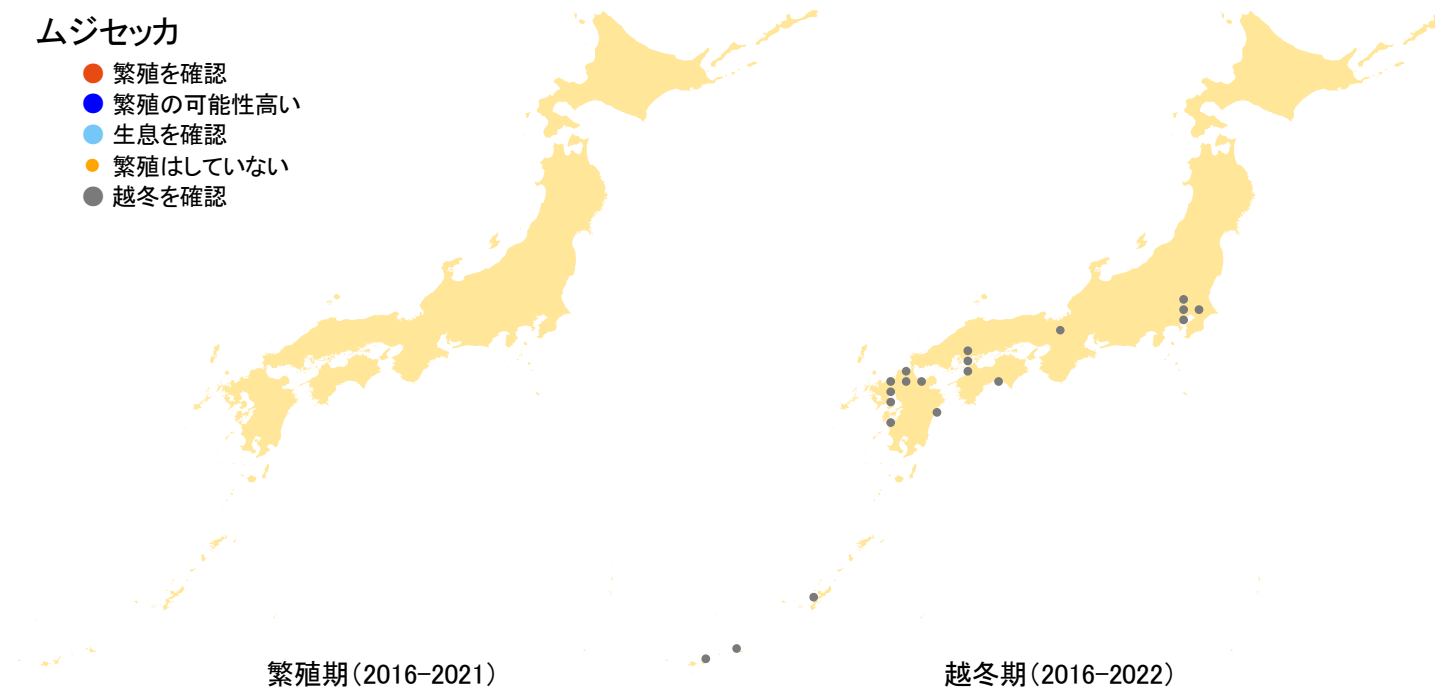 ムジセッカ
繁殖を確認
繁殖の可能性高い
生息を確認
繁殖はしていない
越冬を確認
繁殖期(2016-2021)
越冬期(2016-2022)